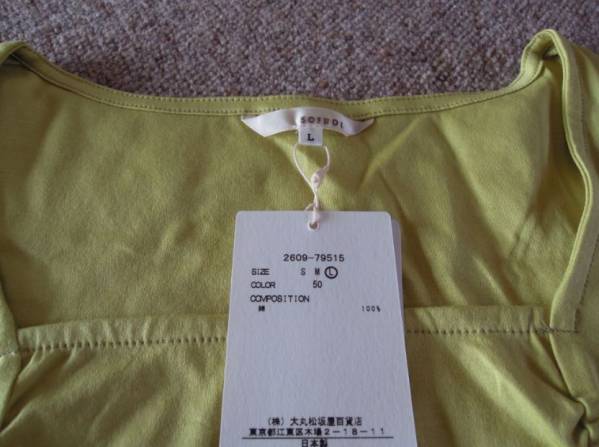 SOFUOL
L
2609-79515
SIZE S M L
COLOR 50
COMPOSITION
綿 100%
(株) 大丸松坂屋百貨店
東京都江東区木場2-18-11
日本製